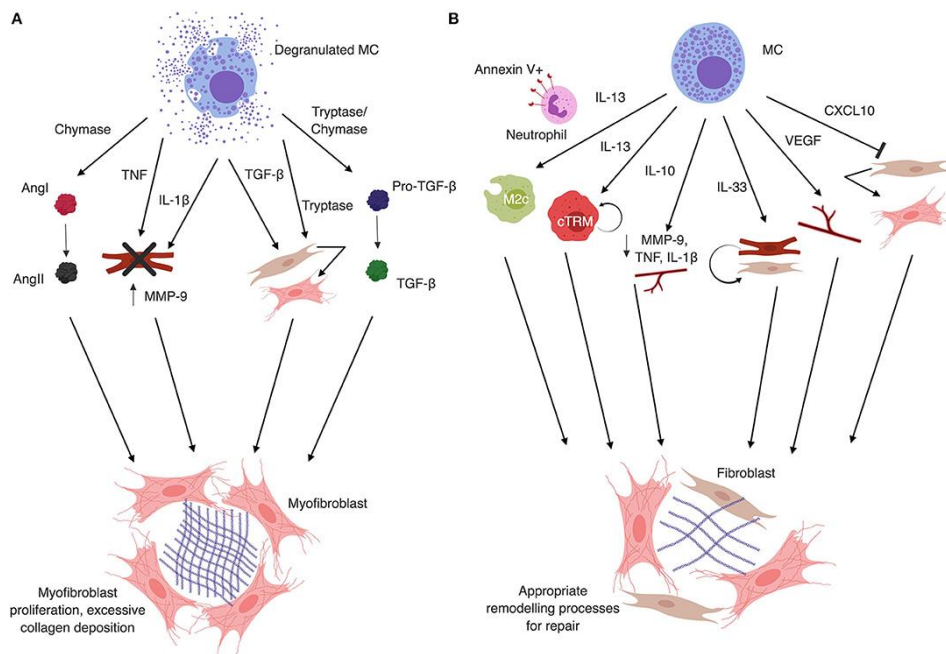 A
Degranulated MC
Chymase
Tryptase/
Chymase
TNF
TGF-β
AngI
IL-1β
Tryptase
Pro-TGF-β
AngII
MMP-9
TGF-β
Myofibroblast
Myofibroblast
proliferation, excessive
collagen deposition
B
MC
Annexin V+
IL-13
CXCL10
Neutrophil
IL-13
VEGF
IL-10
IL-33
M2c
cTRM
MMP-9,
TNF, IL-1β
Fibroblast
Appropriate
remodelling processes
for repair